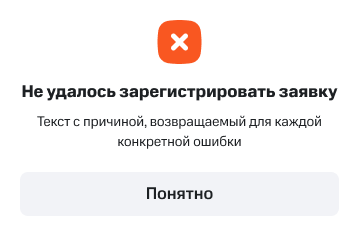 Не удалось зарегистрировать заявку
Текст с причиной, возвращаемый для каждой
конкретной ошибки
Понятно